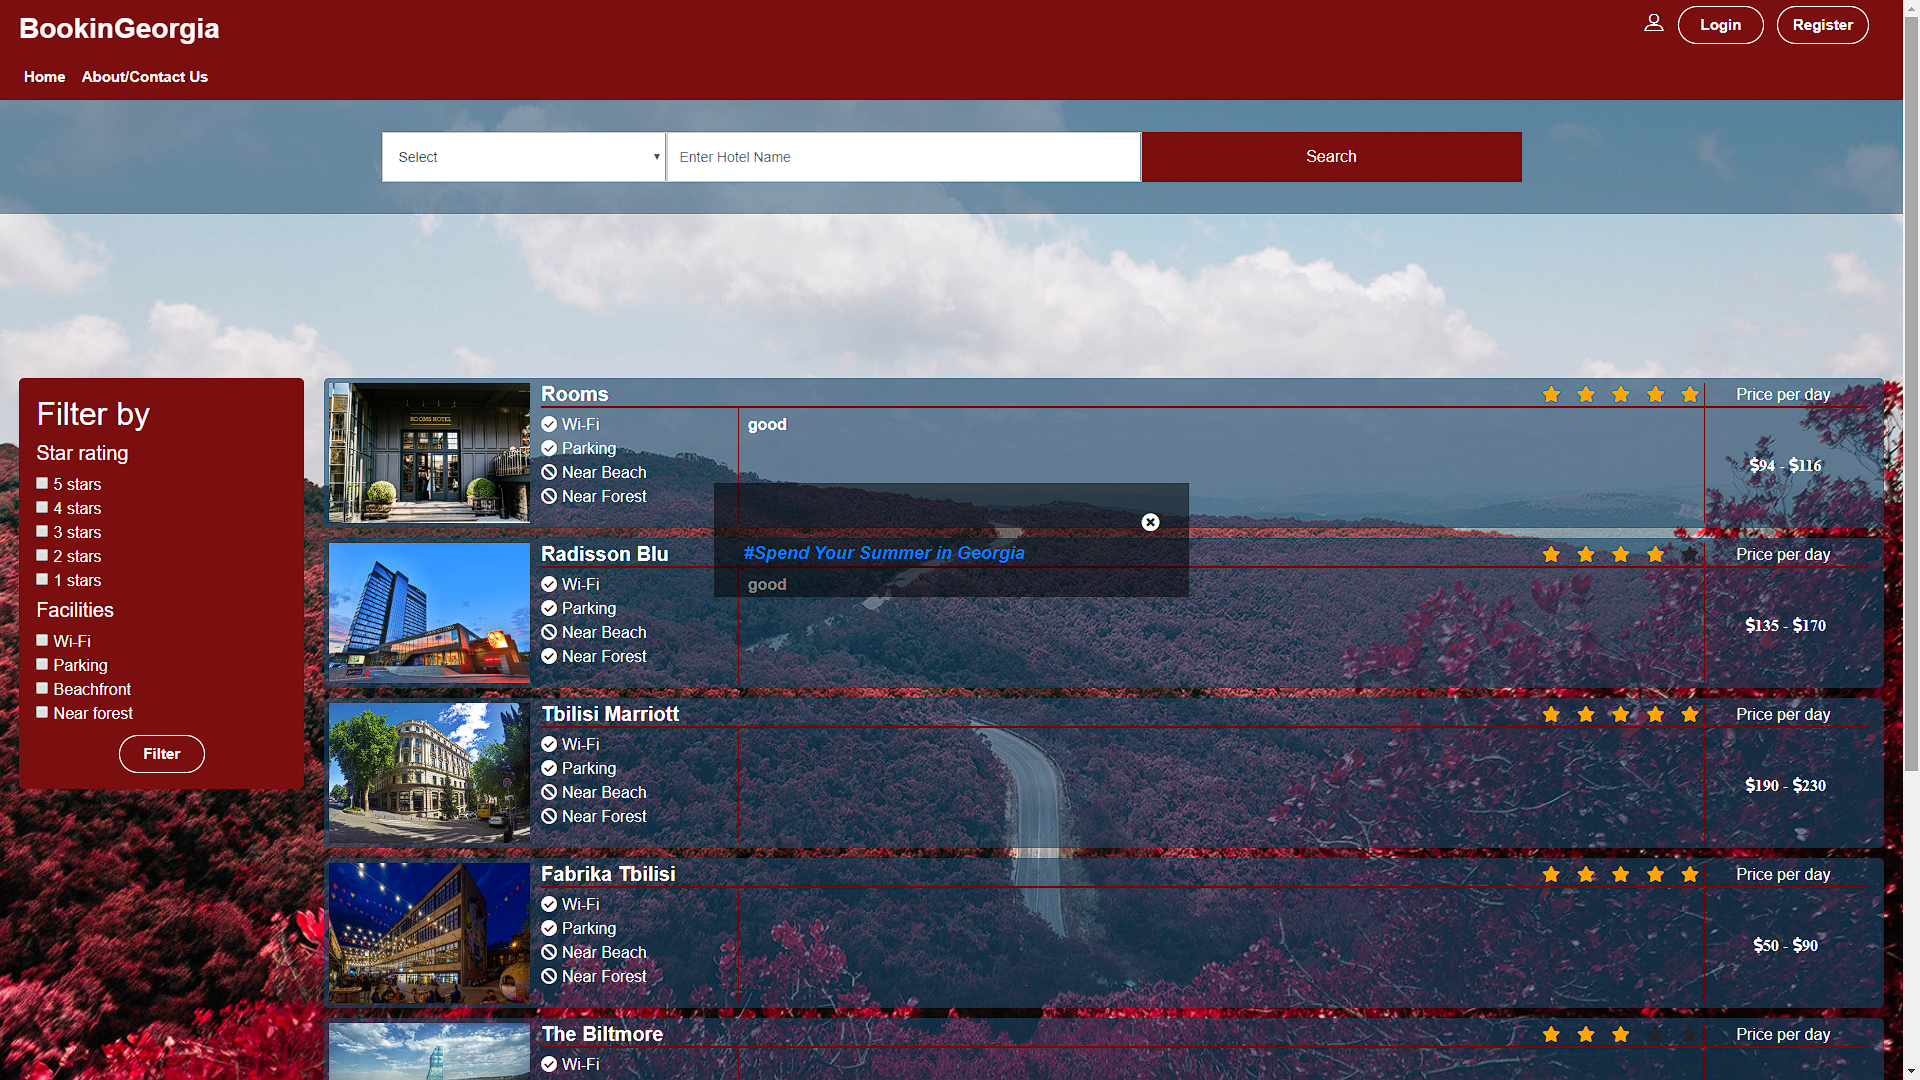 BookinGeorgia
Login
Register
Home
About/Contact Us
Select
Enter Hotel Name
Search
Filter by
Star rating
5 stars
4 stars
3 stars
2 stars
1 stars
Facilities
Wi-Fi
Parking
Beachfront
Near forest
Filter
ROOMS HOTEL
Rooms
Price per day
Wi-Fi
Parking
Near Beach
Near Forest
good
$94 - $116
#Spend Your Summer in Georgia
Radisson Blu
Price per day
Wi-Fi
Parking
Near Beach
Near Forest
good
$135 - $170
Tbilisi Marriott
Price per day
Wi-Fi
Parking
Near Beach
Near Forest
$190 - $230
Fabrika Tbilisi
Price per day
Wi-Fi
Parking
Near Beach
Near Forest
$50 - $90
The Biltmore
Price per day
Wi-Fi